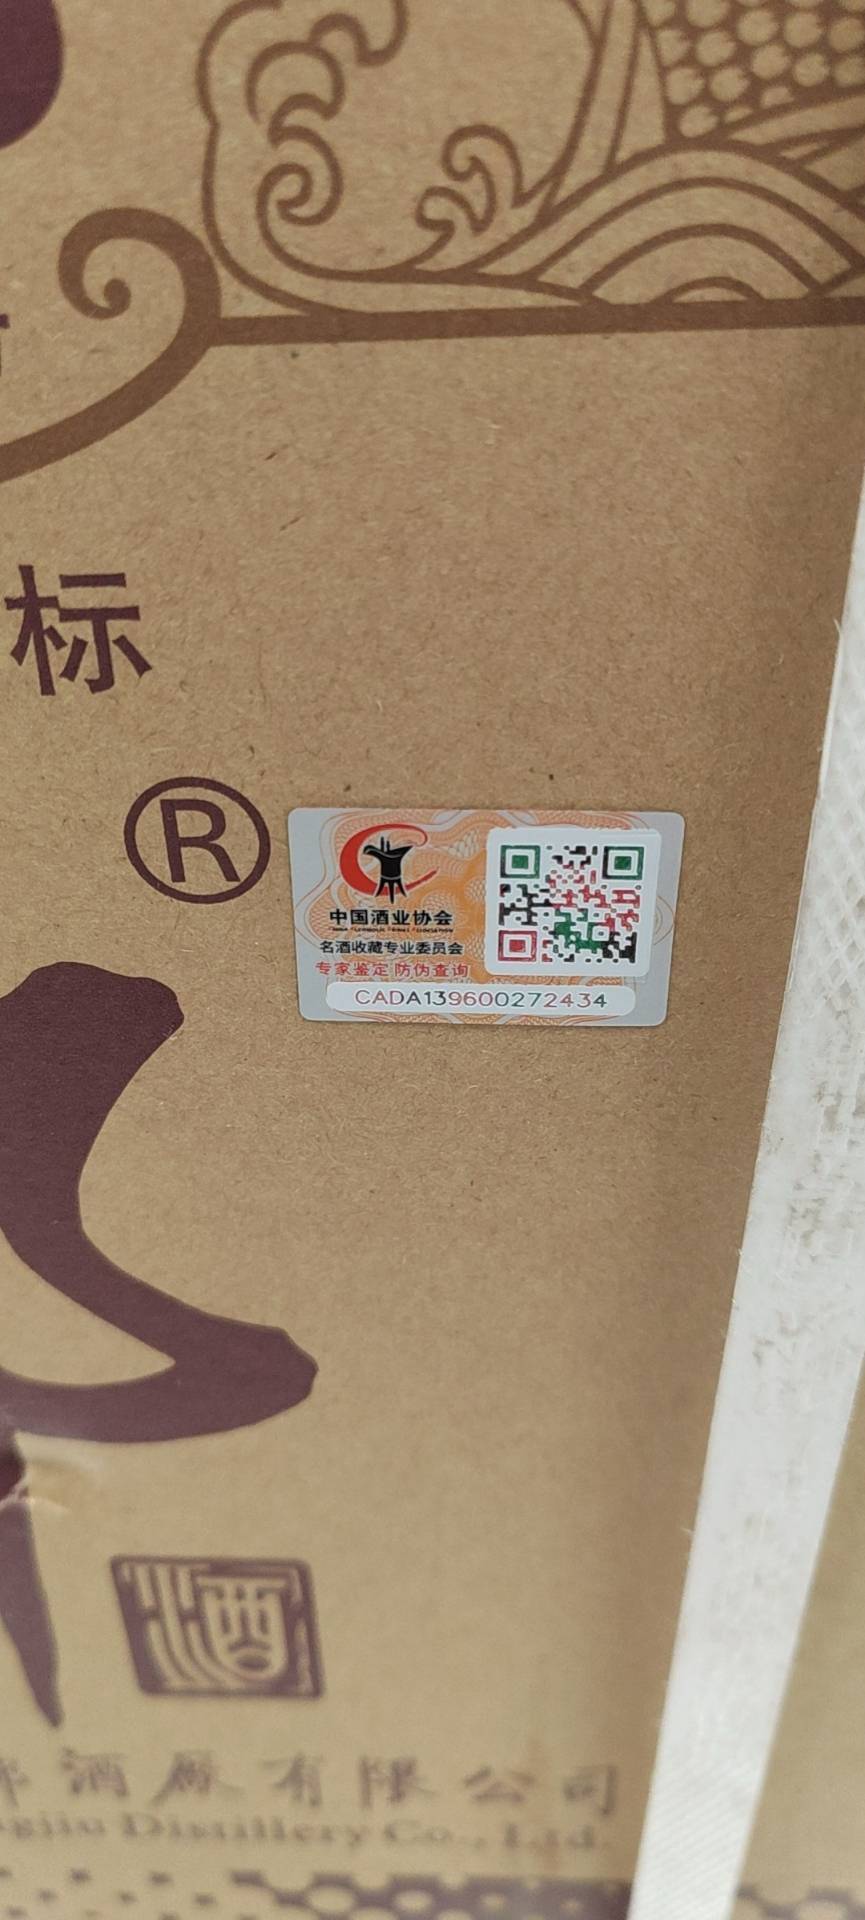 标
®
中国酒业协会
名酒收藏专业委员会
专家鉴定 防伪查询
CADA139600272434
酒
郎酒厂有限公司
Distillery Co., Ltd.